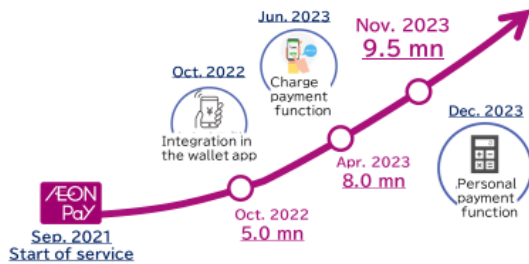 Nov. 2023
9.5 mn
Jun. 2023
Charge
payment
function
Oct. 2022
¥
Integration in
the wallet app
Dec. 2023
.Personal
payment
function
Apr. 2023
8.0 mn
Oct. 2022
5.0 mn
ÆON
Pay
Sep. 2021
Start of service